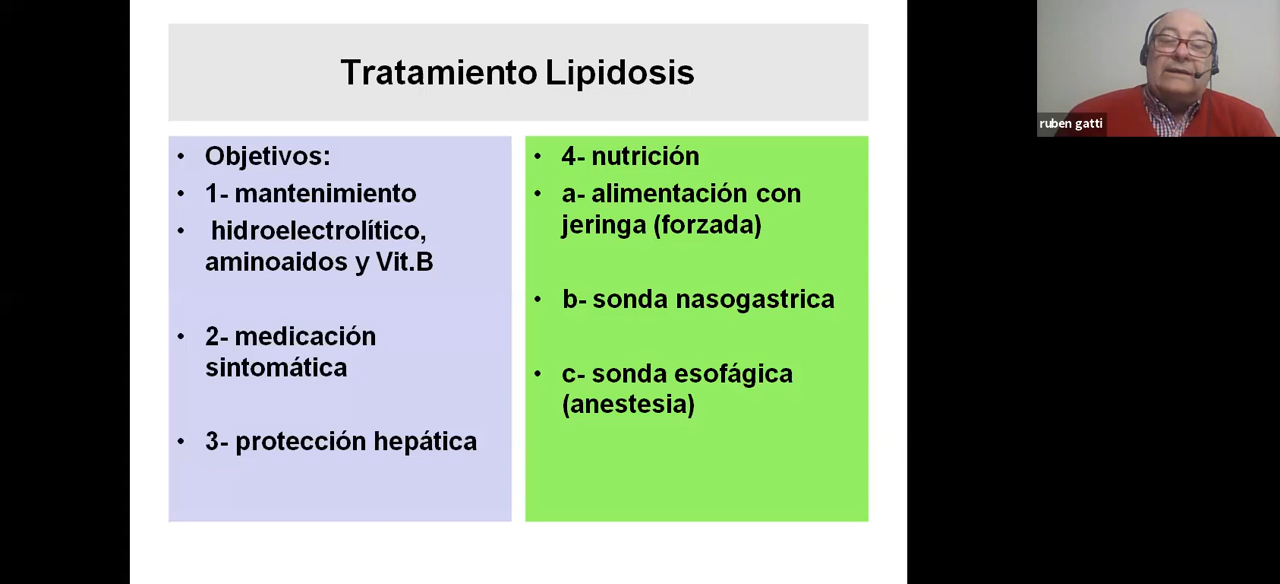 Tratamiento Lipidosis
• Objetivos:
• 1- mantenimiento
• hidroelectrolítico,
aminoaidos y Vit.B
• 2- medicación
sintomática
• 3- protección hepática
• 4- nutrición
• a- alimentación con
jeringa (forzada)
• b- sonda nasogastrica
• c- sonda esofágica
(anestesia)
ruben gatti